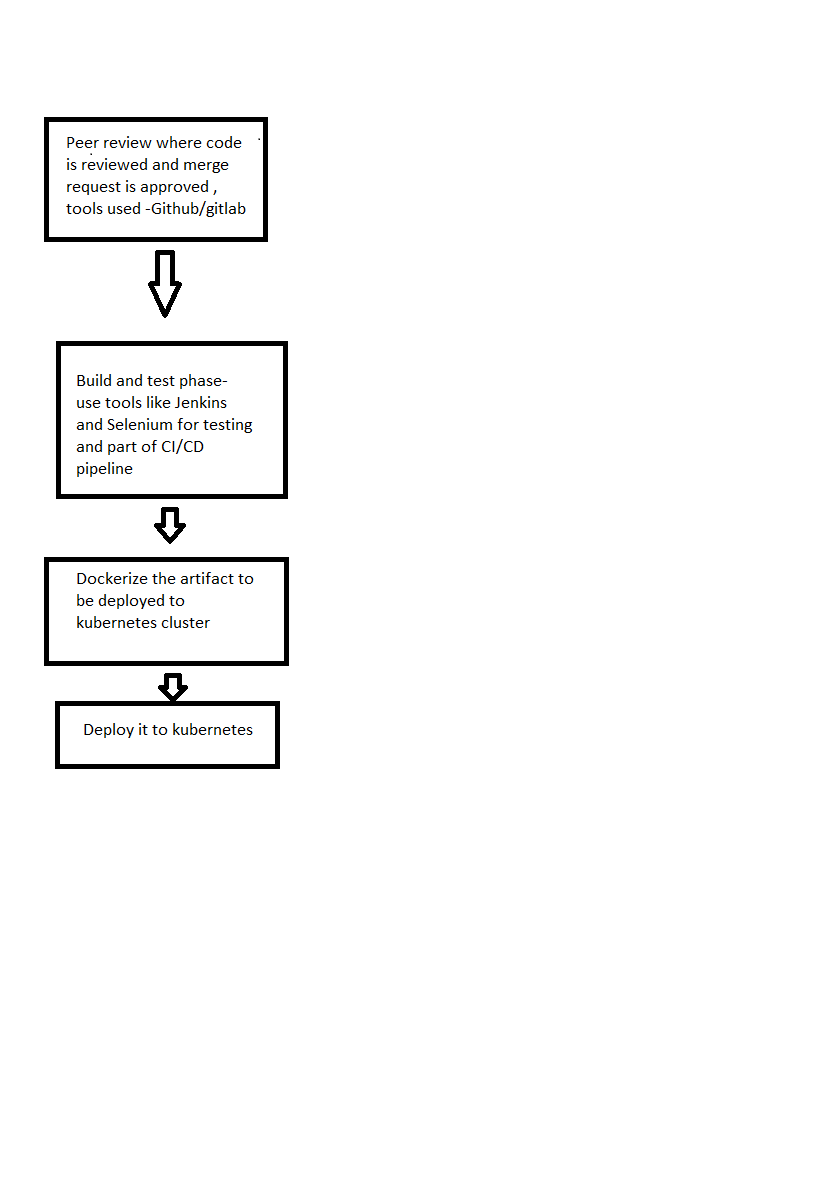 Peer review where code
is reviewed and merge
request is approved ,
tools used -Github/gitlab
Build and test phase-
use tools like Jenkins
and Selenium for testing
and part of CI/CD
pipeline
Dockerize the artifact to
be deployed to
kubernetes cluster
Deploy it to kubernetes